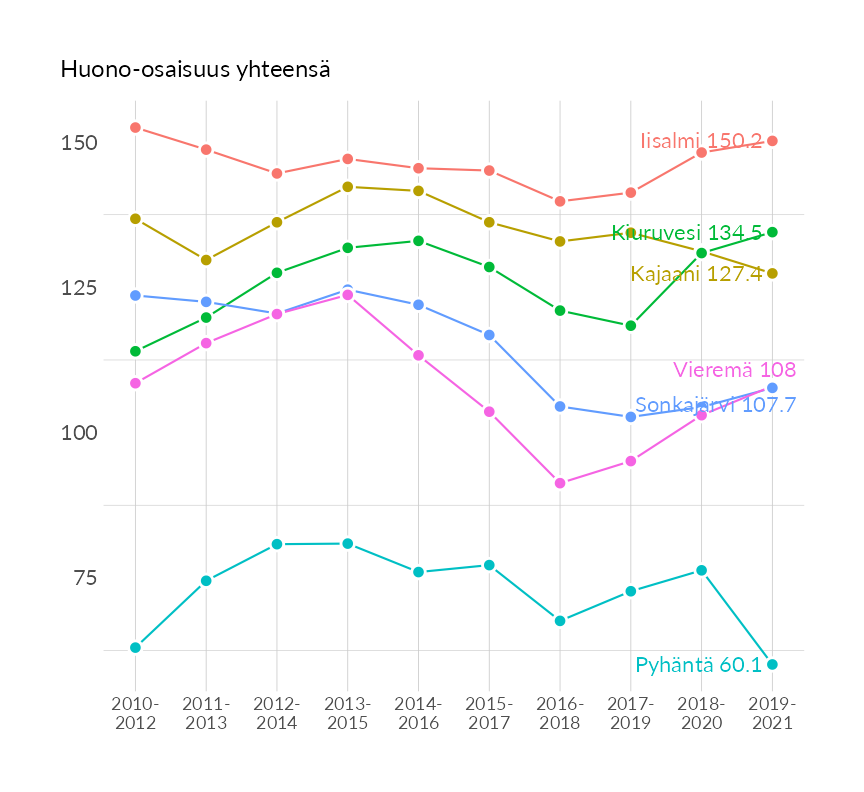 Huono-osaisuus yhteensä
150
125
100
75
Iisalmi 150.2
Kiuruvesi 134.5
Kajaani 127.4
Vieremä 108
Sonkajärvi 107.7
Pyhäntä 60.1
2010- 2011- 2012- 2013- 2014- 2015- 2016- 2017- 2018- 2019-
2012 2013 2014 2015 2016 2017 2018 2019 2020 2021